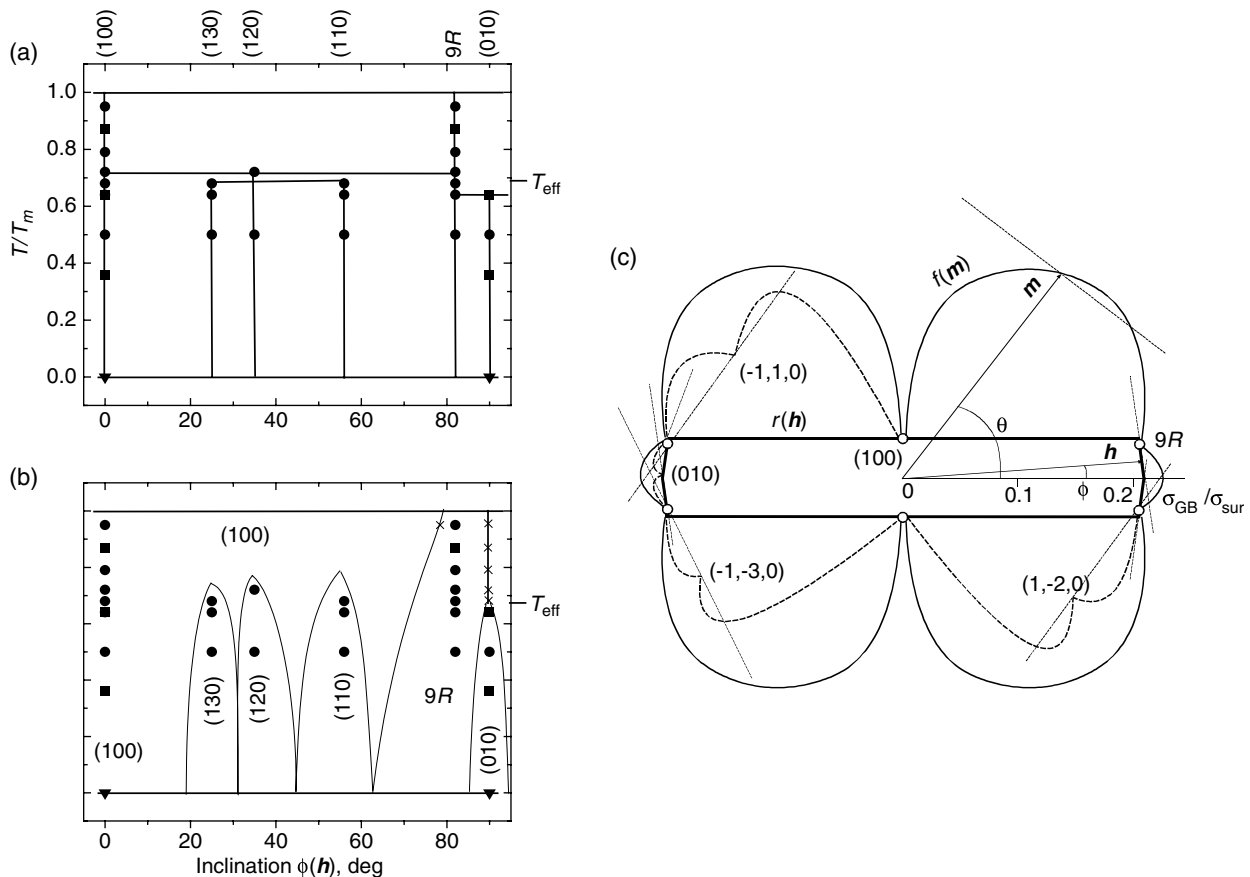 (a)
(100)
(130)
(120)
(110)
9R
(010)
1.0
0.8
0.6
0.4
0.2
0.0
T/Tm
Teff
0
20
40
60
80
(b)
(100)
(130)
(120)
(110)
9R
(010)
(100)
Teff
0
20
40
60
80
Inclination ϕ(h), deg
(c)
f(m)
m
(-1,1,0)
r(h)
θ
9R
(100)
h
(010)
ϕ
0
0.1
0.2
σGB /σsur
(-1,-3,0)
(1,-2,0)